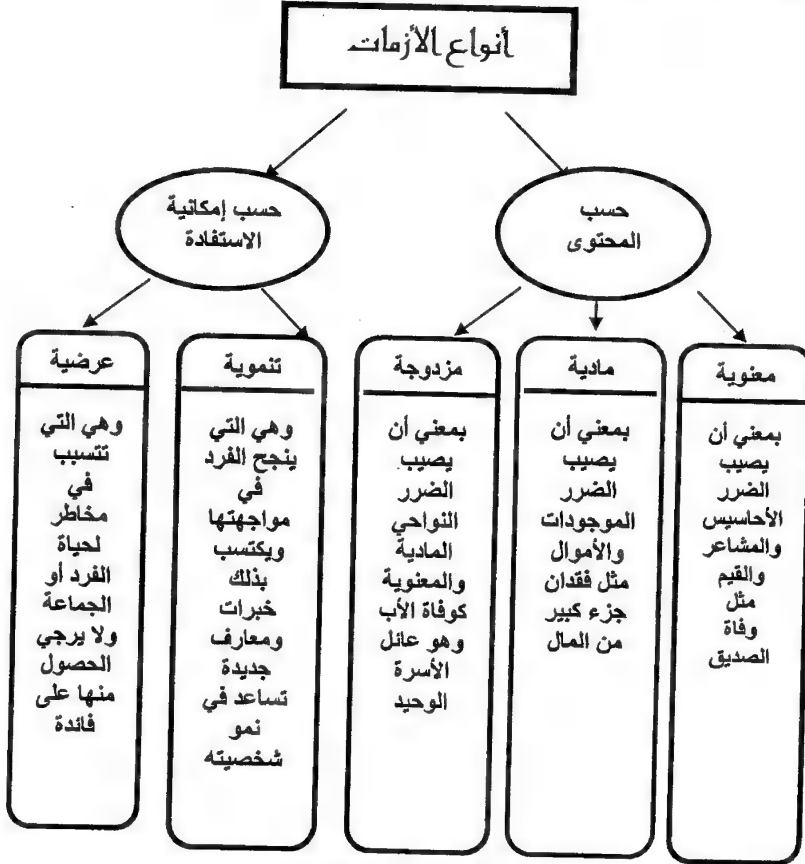 أنواع الأزمات
حسب
المحتوى
حسب إمكانية
الاستفادة
معنوية
بمعني أن
يصيب
الضرر
الأحاسيس
والمشاعر
والقيم
مثل
وفاة
الصديق
مادية
بمعني أن
يصيب
الضرر
الموجودات
والأموال
مثل فقدان
جزء كبير
من المال
مزدوجة
بمعني أن
يصيب
الضرر
النواحي
المادية
والمعنوية
كوفاة الأب
وهو عائل
الأسرة
الوحيد
تنموية
وهي التي
ينجح الفرد
في
مواجهتها
ويكتسب
بذلك
خبرات
ومعارف
جديدة
تساعد في
نمو
شخصيته
عرضية
وهي التي
تتسبب
في
مخاطر
لحياة
الفرد أو
الجماعة
ولا يرجي
الحصول
منها على
فائدة